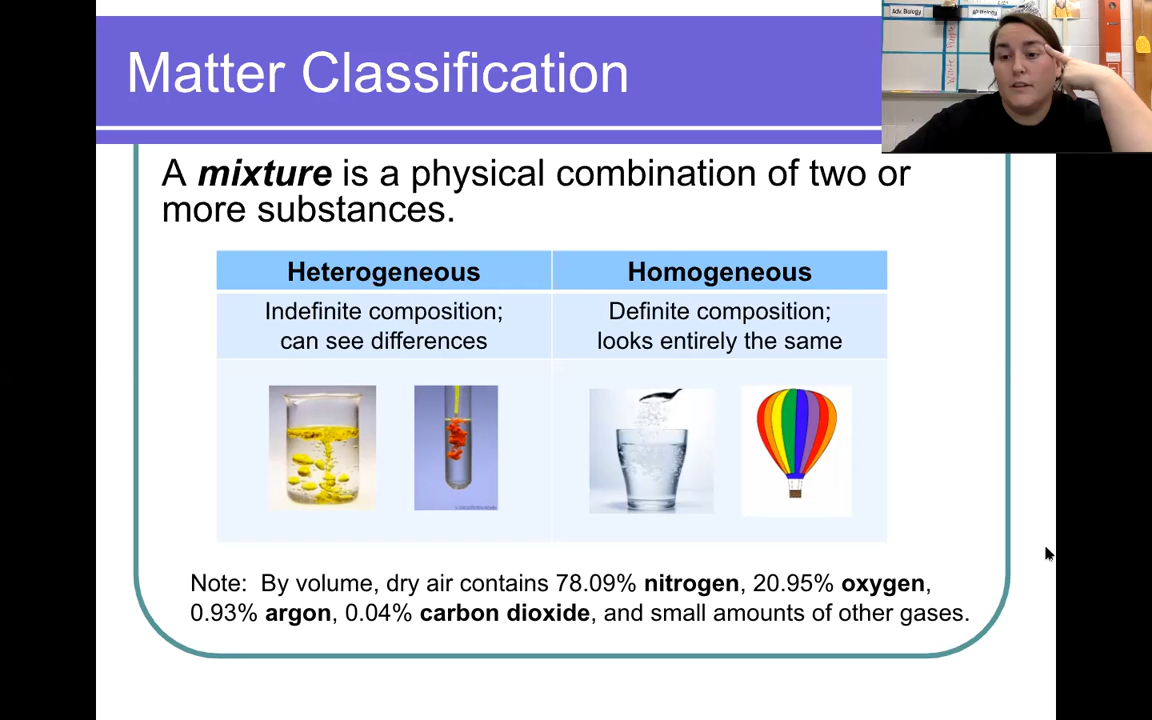 Matter Classification
Adv. Biology
AP Biology
A mixture is a physical combination of two or
more substances.
Heterogeneous
Homogeneous
Indefinite composition;
can see differences
Definite composition;
looks entirely the same
Note: By volume, dry air contains 78.09% nitrogen, 20.95% oxygen,
0.93% argon, 0.04% carbon dioxide, and small amounts of other gases.